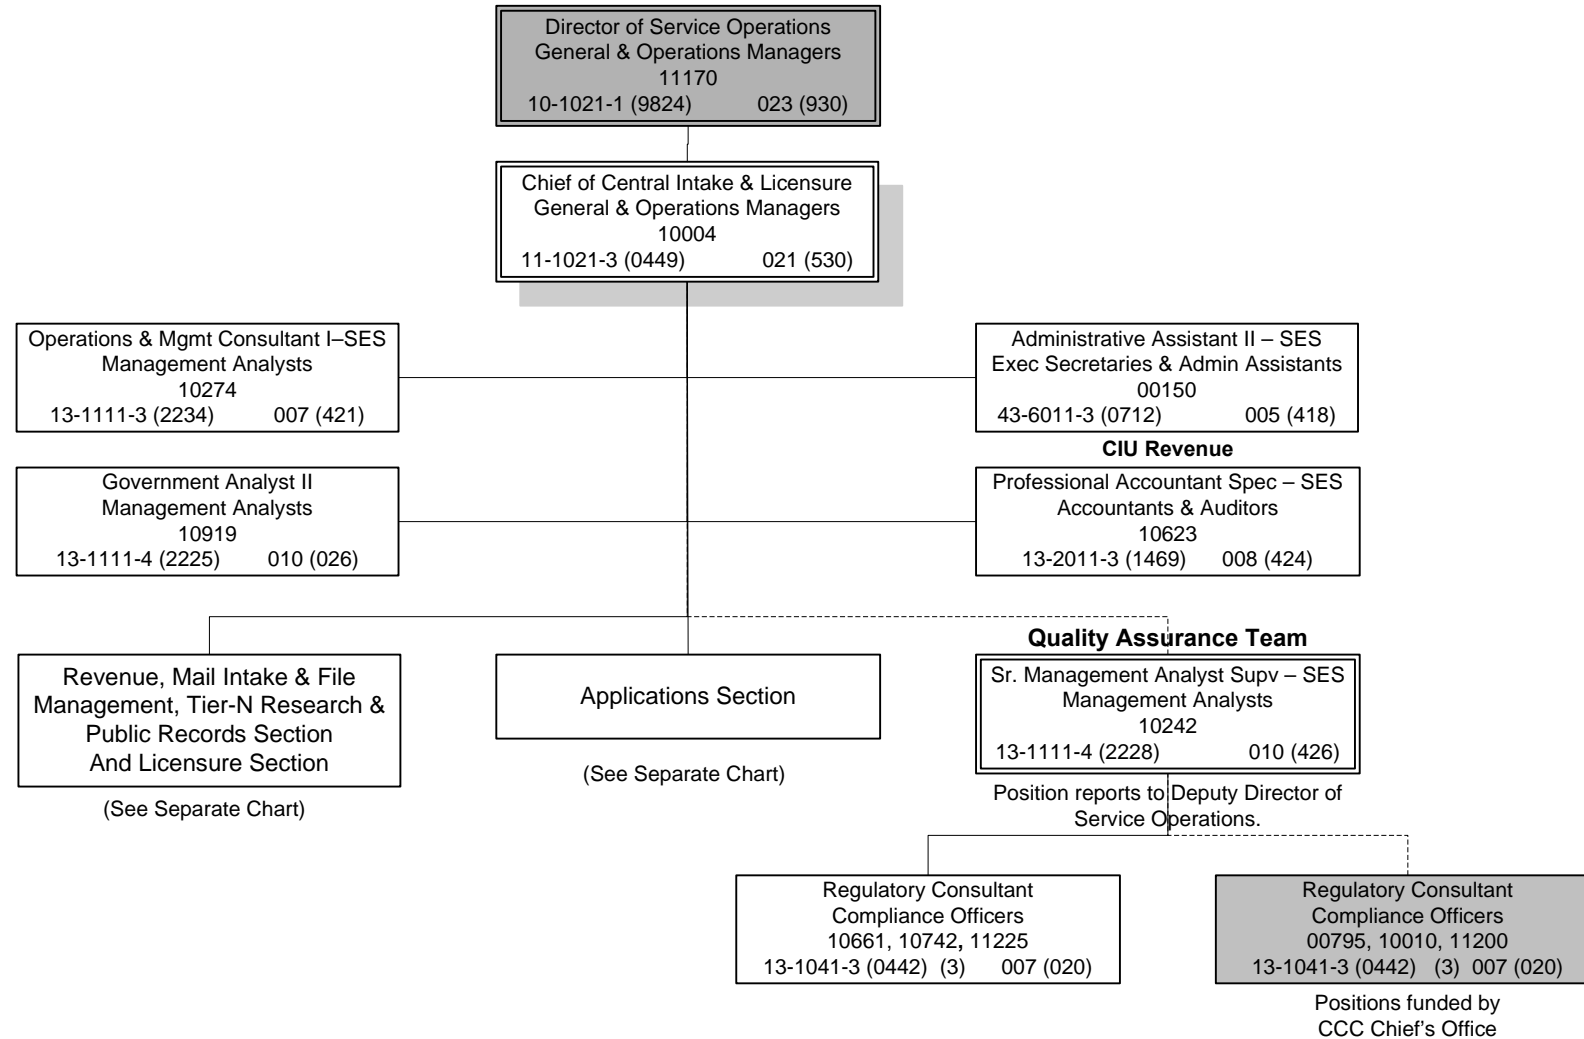 Director of Service Operations
General & Operations Managers
11170
10-1021-1 (9824) 023 (930)
Chief of Central Intake & Licensure
General & Operations Managers
10004
11-1021-3 (0449) 021 (530)
Operations & Mgmt Consultant I–SES
Management Analysts
10274
13-1111-3 (2234) 007 (421)
Administrative Assistant II – SES
Exec Secretaries & Admin Assistants
00150
43-6011-3 (0712) 005 (418)
CIU Revenue
Government Analyst II
Management Analysts
10919
13-1111-4 (2225) 010 (026)
Professional Accountant Spec – SES
Accountants & Auditors
10623
13-2011-3 (1469) 008 (424)
Revenue, Mail Intake & File
Management, Tier-N Research &
Public Records Section
And Licensure Section
(See Separate Chart)
Applications Section
(See Separate Chart)
Quality Assurance Team
Sr. Management Analyst Supv – SES
Management Analysts
10242
13-1111-4 (2228) 010 (426)
Position reports to Deputy Director of
Service Operations.
Regulatory Consultant
Compliance Officers
10661, 10742, 11225
13-1041-3 (0442) (3) 007 (020)
Regulatory Consultant
Compliance Officers
00795, 10010, 11200
13-1041-3 (0442) (3) 007 (020)
Positions funded by
CCC Chief's Office